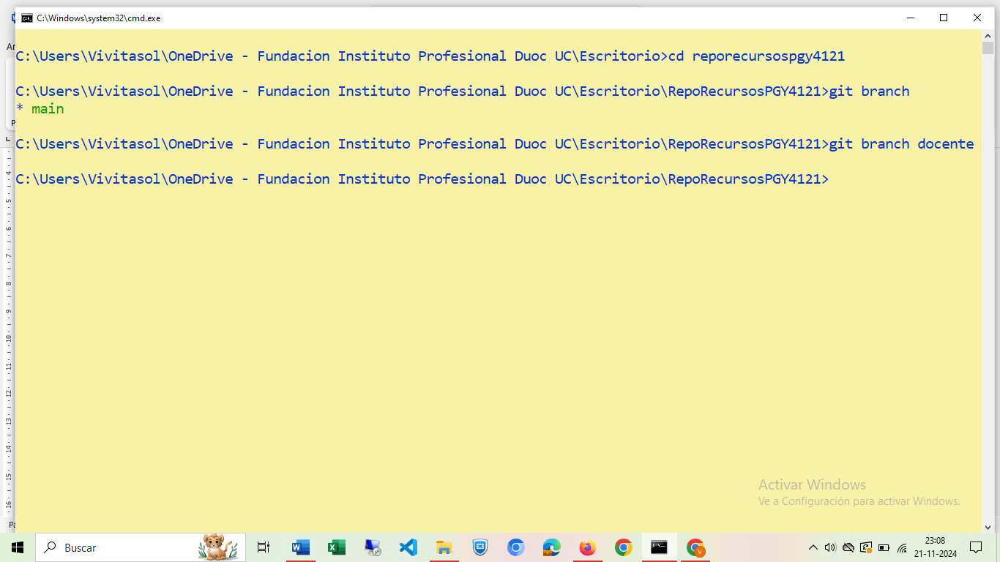 C:\Windows\system32\cmd.exe
C:\Users\Vivitasol\OneDrive - Fundacion Instituto Profesional Duoc UC\Escritorio>cd reporecursospgy4121
C:\Users\Vivitasol\OneDrive - Fundacion Instituto Profesional Duoc UC\Escritorio\RepoRecursosPGY4121>git branch
* main
C:\Users\Vivitasol\OneDrive - Fundacion Instituto Profesional Duoc UC\Escritorio\RepoRecursosPGY4121>git branch docente
C:\Users\Vivitasol\OneDrive - Fundacion Instituto Profesional Duoc UC\Escritorio\RepoRecursosPGY4121>
Activar Windows
Ve a Configuración para activar Windows.
Buscar
23:08
21-11-2024